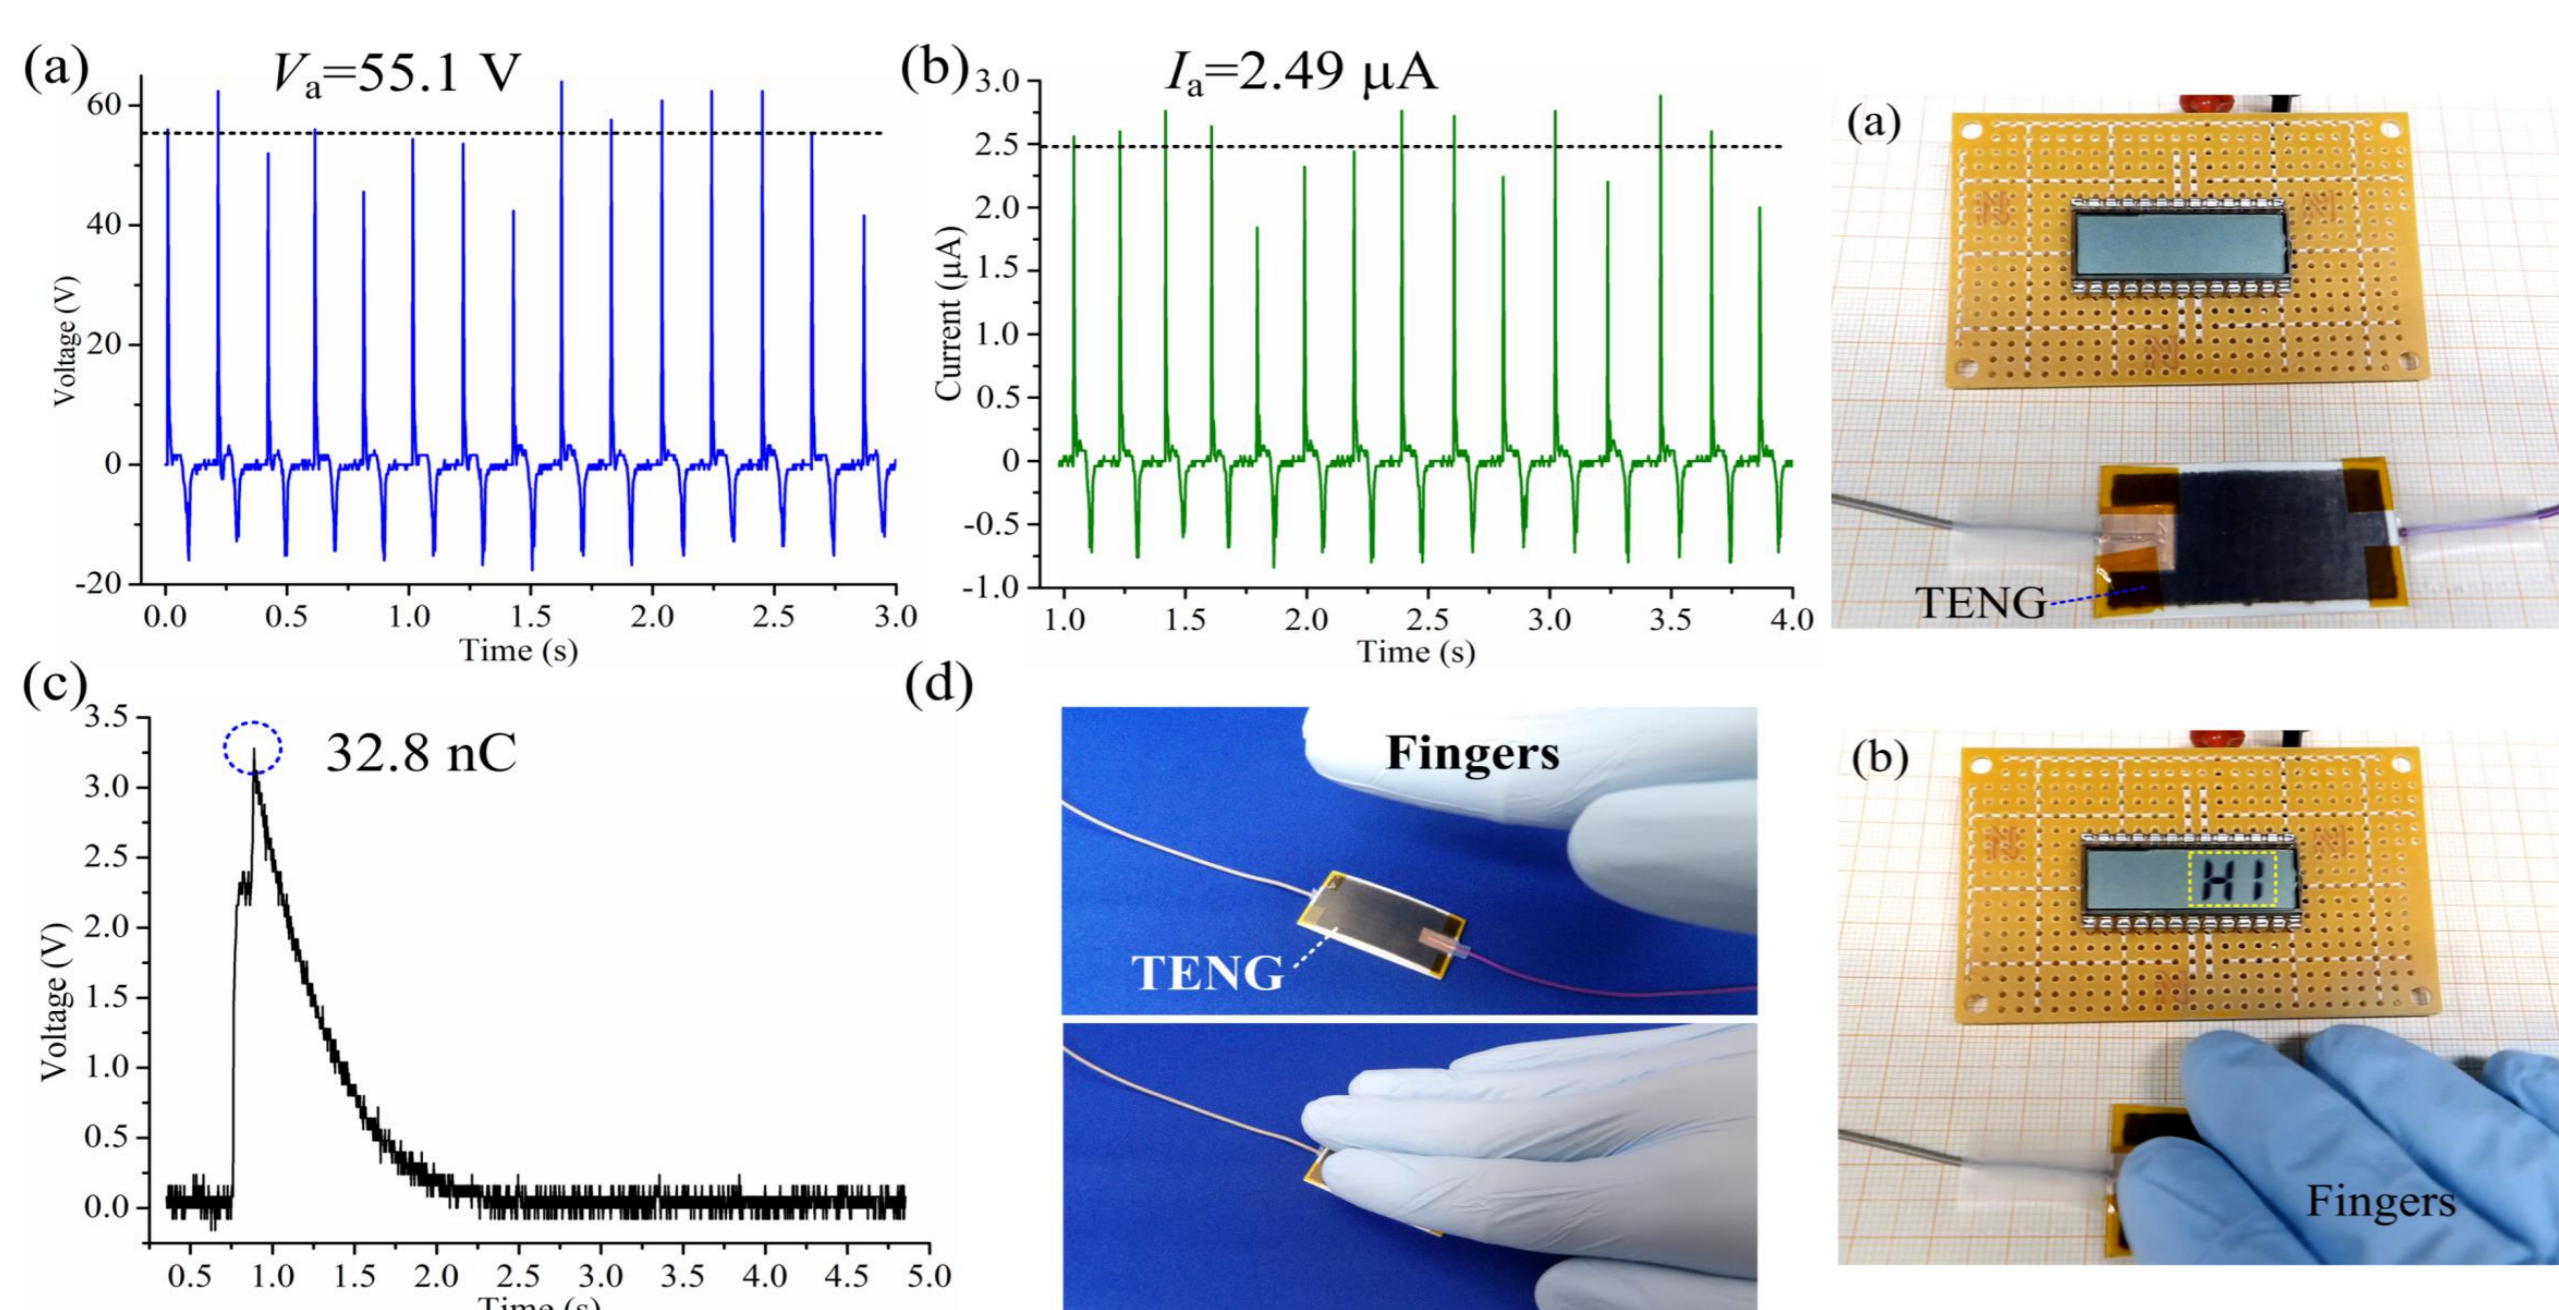 (a)
Vₐ=55.1 V
Voltage (V)
60
40
20
0
-20
0.0 0.5 1.0 1.5 2.0 2.5 3.0
Time (s)
(b)
Iₐ=2.49 µA
Current (µA)
3.0
2.5
2.0
1.5
1.0
0.5
0
-0.5
-1.0
1.0 1.5 2.0 2.5 3.0 3.5 4.0
Time (s)
(a)
TENG
(c)
32.8 nC
Voltage (V)
3.5
3.0
2.5
2.0
1.5
1.0
0.5
0.0
0.5 1.0 1.5 2.0 2.5 3.0 3.5 4.0 4.5 5.0
Time (s)
(d)
Fingers
TENG
(b)
HI
Fingers